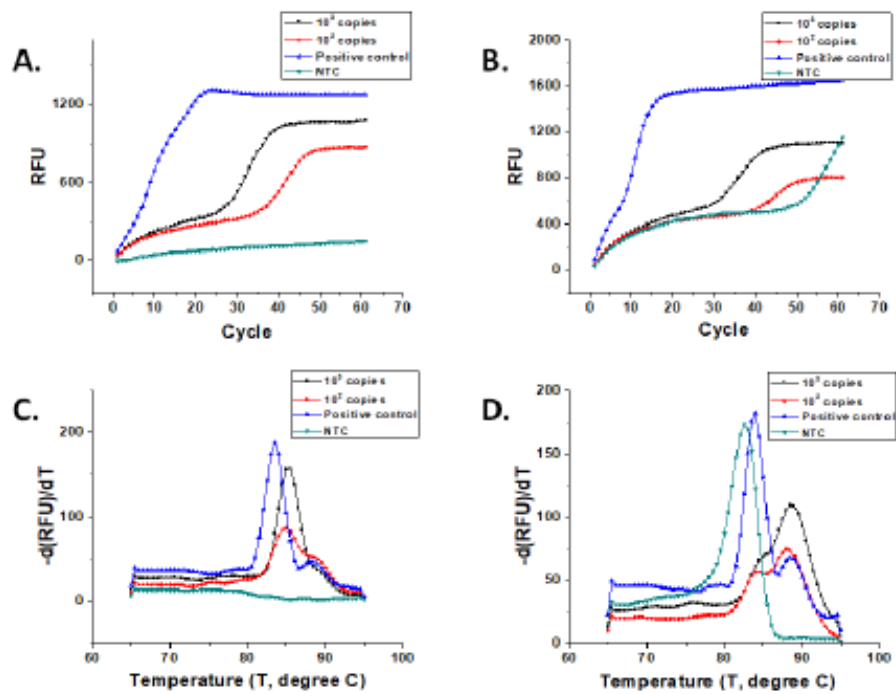 A.
10³ copies
10² copies
Positive control
NTC
RFU
1200
600
0
0 10 20 30 40 50 60 70
Cycle
B.
10³ copies
10² copies
Positive control
NTC
RFU
2000
1600
1200
800
400
0
0 10 20 30 40 50 60 70
Cycle
C.
10³ copies
10² copies
Positive control
NTC
-d(RFU)/dT
200
100
0
60 70 80 90 100
Temperature (T, degree C)
D.
10³ copies
10² copies
Positive control
NTC
-d(RFU)/dT
200
150
100
50
0
60 70 80 90 100
Temperature (T, degree C)